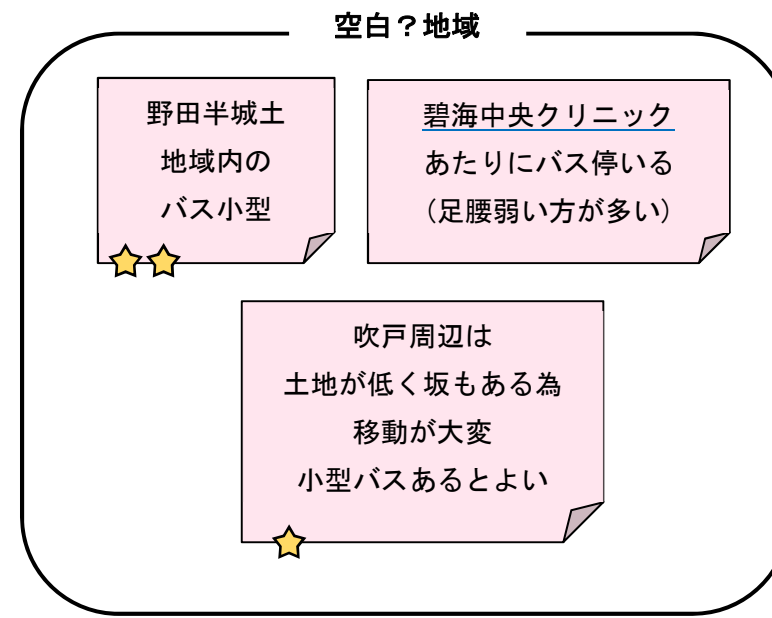 空白？地域
野田半城土
地域内の
バス小型
碧海中央クリニック
あたりにバス停いる
（足腰弱い方が多い）
吹戸周辺は
土地が低く坂もある為
移動が大変
小型バスあるとよい